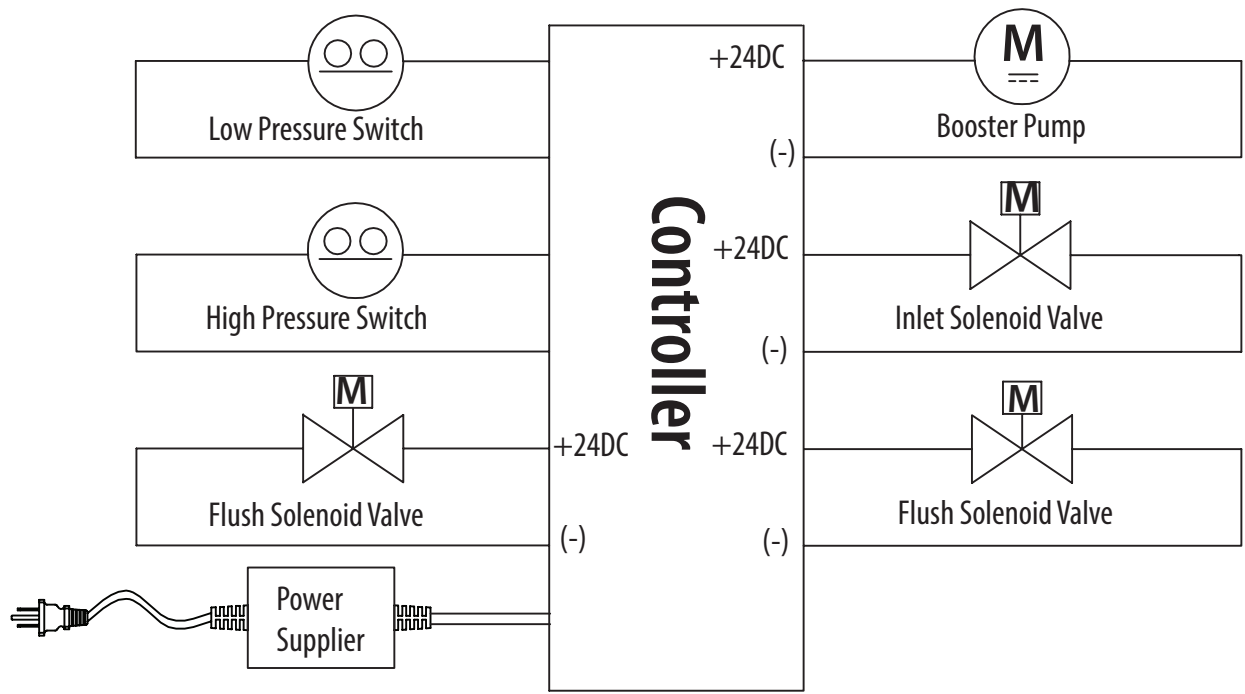 Low Pressure Switch
High Pressure Switch
M
Flush Solenoid Valve
+24DC
(-)
Power
Supplier
Controller
+24DC
(-)
M
Booster Pump
+24DC
(-)
M
Inlet Solenoid Valve
+24DC
(-)
M
Flush Solenoid Valve